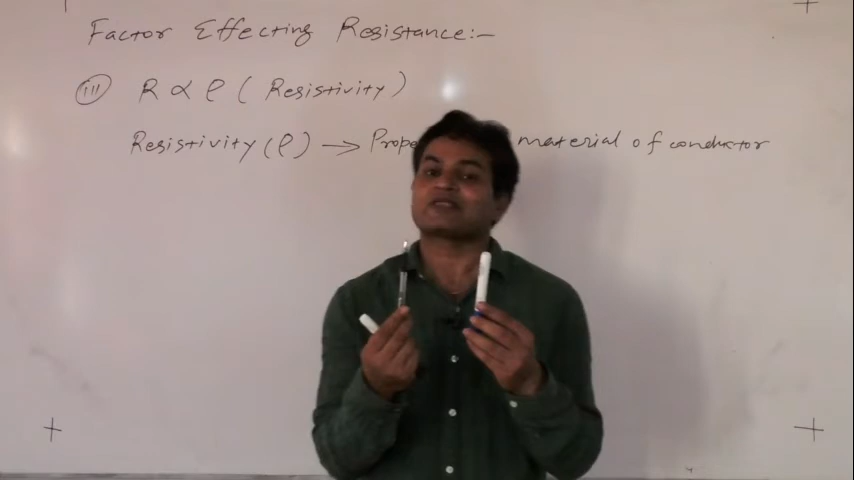 Factor Effecting Resistance:-
(iii) R ∝ ρ ( Resistivity )
Resistivity (ρ) → Prope material of conductor